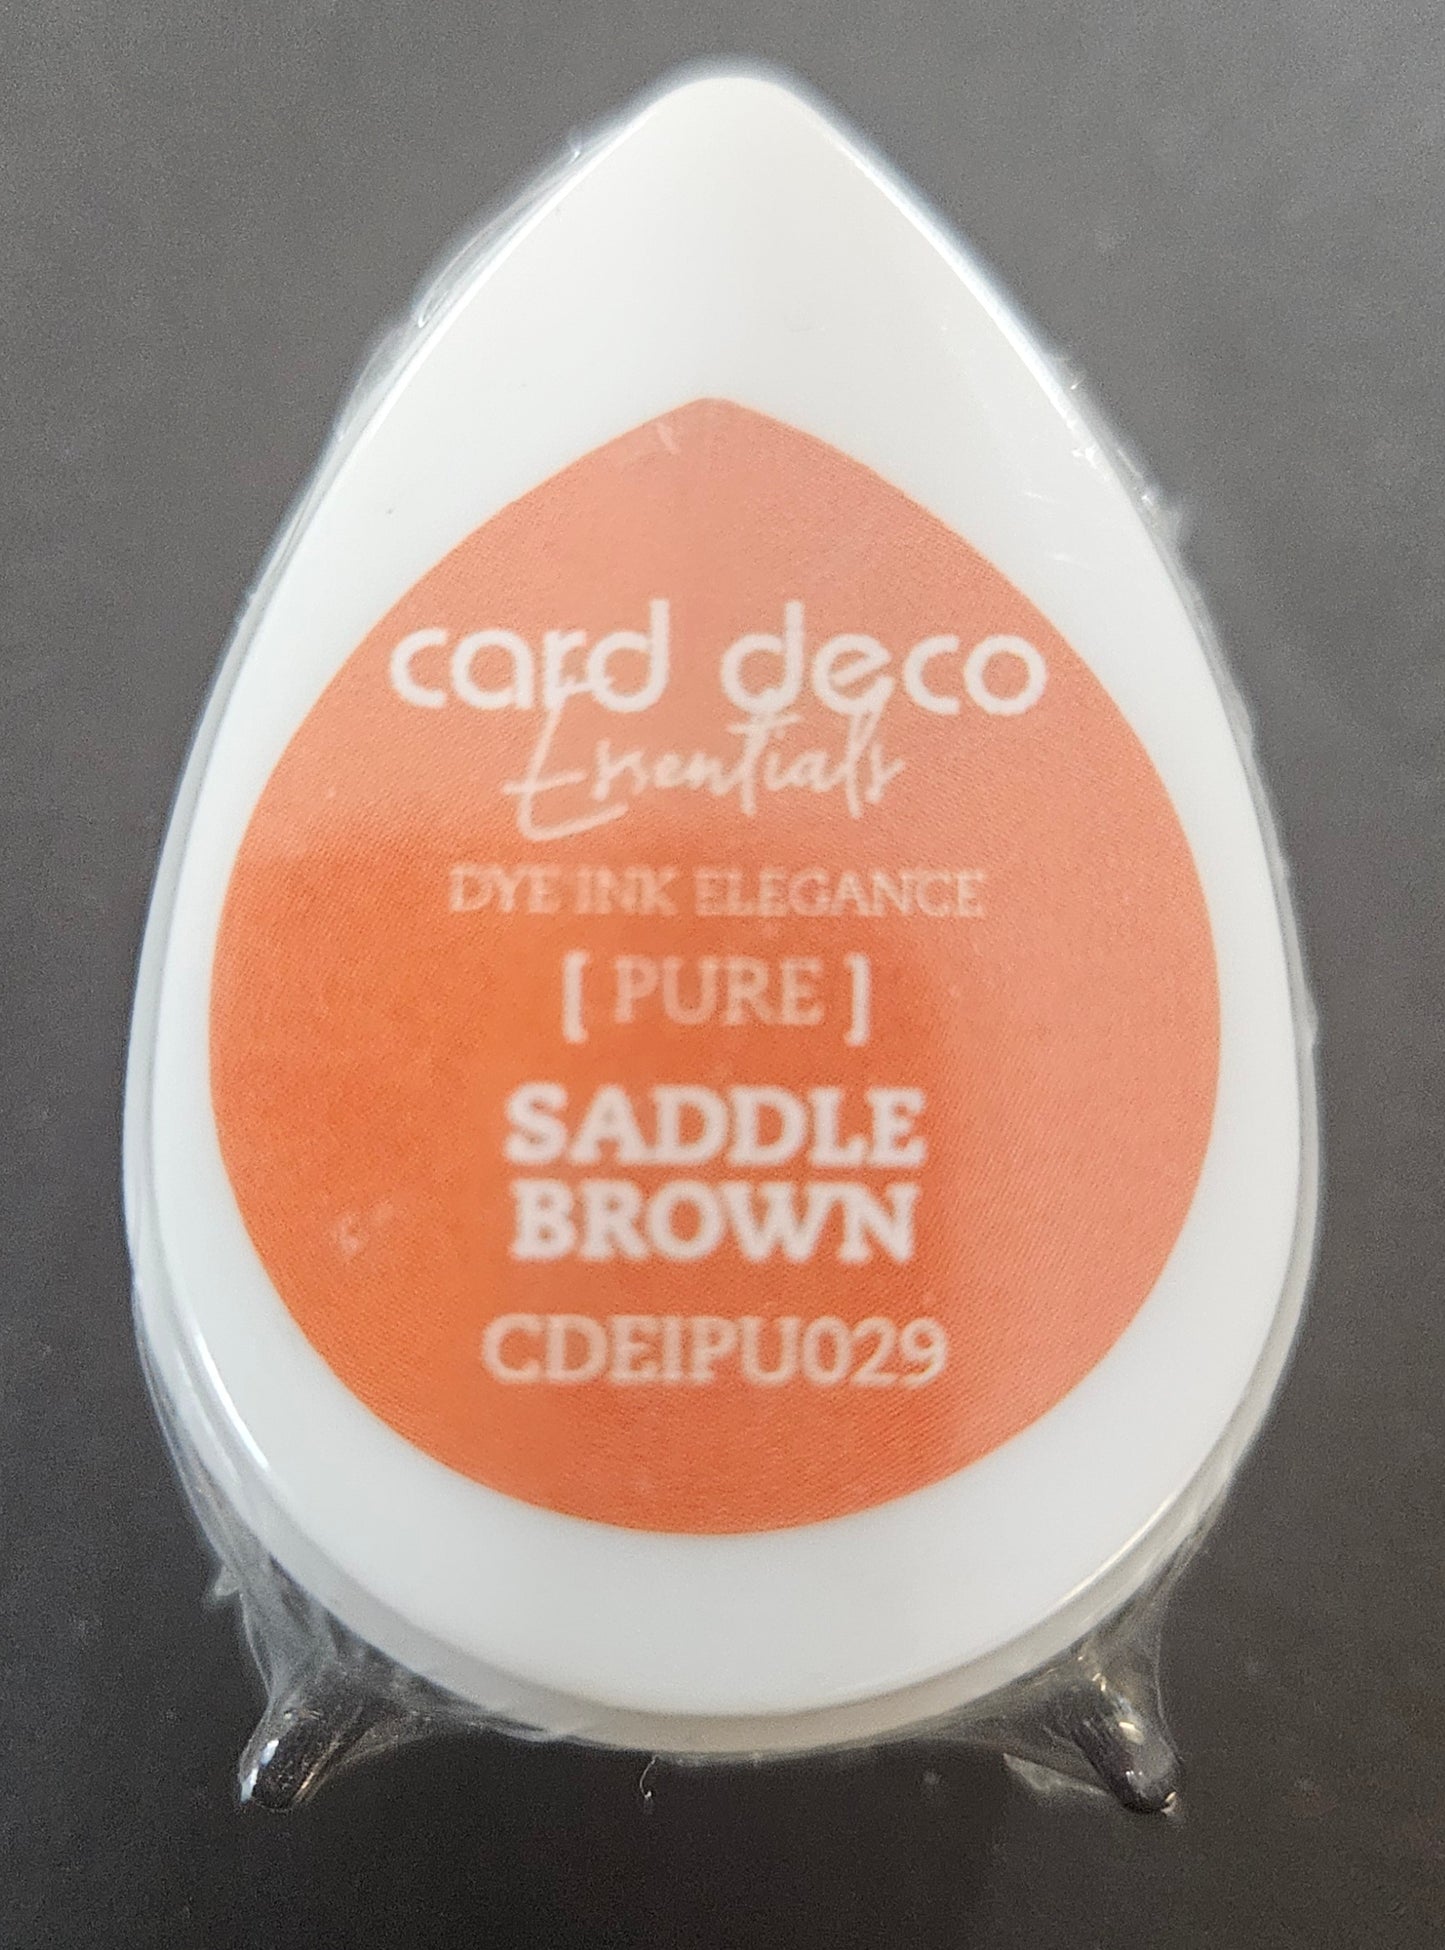 card deco
Essentials
DYE INK ELEGANCE
[ PURE ]
SADDLE
BROWN
CDEIPU029